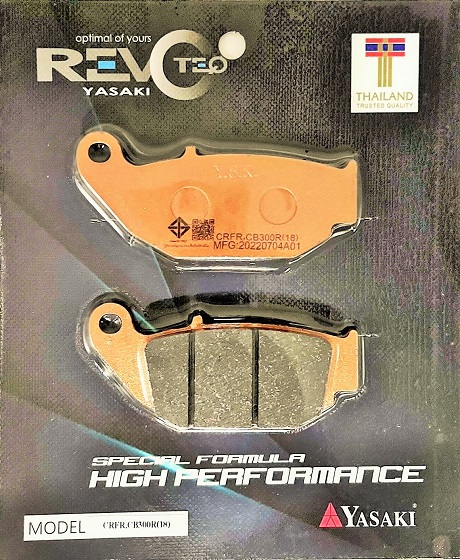 optimal of yours
REVO TEQ
YASAKI
THAILAND
TRUSTED QUALITY
Y.S.K.
CRFR.CB300R(18)
MFG:20220704A01
SPECIAL FORMULA
HIGH PERFORMANCE
MODEL CRFR.CB300R(18)
YASAKI